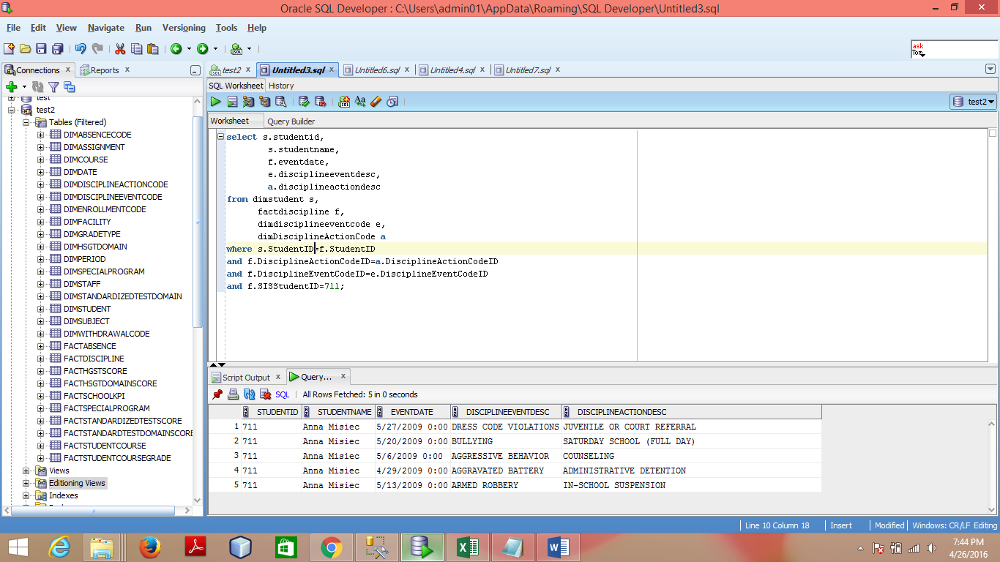 Oracle SQL Developer : C:\Users\admin01\AppData\Roaming\SQL Developer\Untitled3.sql
File Edit View Navigate Run Versioning Tools Help
ask
Tom
Connections
Reports
test2
Untitled3.sql
Untitled6.sql
Untitled4.sql
Untitled7.sql
SQL Worksheet History
test2
Worksheet Query Builder
test
test2
Tables (Filtered)
DIMABSENCECODE
DIMASSIGNMENT
DIMCOURSE
DIMDATE
DIMDISCIPLINEACTIONCODE
DIMDISCIPLINEEVENTCODE
DIMENROLLMENTCODE
DIMFACILITY
DIMGRADETYPE
DIMHSGTDOMAIN
DIMPERIOD
DIMSPECIALPROGRAM
DIMSTAFF
DIMSTANDARDIZEDTESTDOMAIN
DIMSTUDENT
DIMSUBJECT
DIMWITHDRAWALCODE
FACTABSENCE
FACTDISCIPLINE
FACTHGSTSCORE
FACTHSGTDOMAINSCORE
FACTSCHOOLKPI
FACTSPECIALPROGRAM
FACTSTANDARDIZEDTESTSCORE
FACTSTANDARDTESTDOMAINSCORE
FACTSTUDENTCOURSE
FACTSTUDENTCOURSEGRADE
Views
Editioning Views
Indexes
select s.studentid,
s.studentname,
f.eventdate,
e.disciplineeventdesc,
a.disciplineactiondesc
from dimstudent s,
factdiscipline f,
dimdisciplineeventcode e,
dimDisciplineActionCode a
where s.StudentID=f.StudentID
and f.DisciplineActionCodeID=a.DisciplineActionCodeID
and f.DisciplineEventCodeID=e.DisciplineEventCodeID
and f.SISStudentID=711;
Script Output
Query...
SQL
All Rows Fetched: 5 in 0 seconds
STUDENTID STUDENTNAME EVENTDATE DISCIPLINEEVENTDESC DISCIPLINEACTIONDESC
1 711 Anna Misiec 5/27/2009 0:00 DRESS CODE VIOLATIONS JUVENILE OR COURT REFERRAL
2 711 Anna Misiec 5/20/2009 0:00 BULLYING SATURDAY SCHOOL (FULL DAY)
3 711 Anna Misiec 5/6/2009 0:00 AGGRESSIVE BEHAVIOR COUNSELING
4 711 Anna Misiec 4/29/2009 0:00 AGGRAVATED BATTERY ADMINISTRATIVE DETENTION
5 711 Anna Misiec 5/13/2009 0:00 ARMED ROBBERY IN-SCHOOL SUSPENSION
Line 10 Column 18 Insert Modified Windows: CR/LF Editing
7:44 PM
4/26/2016